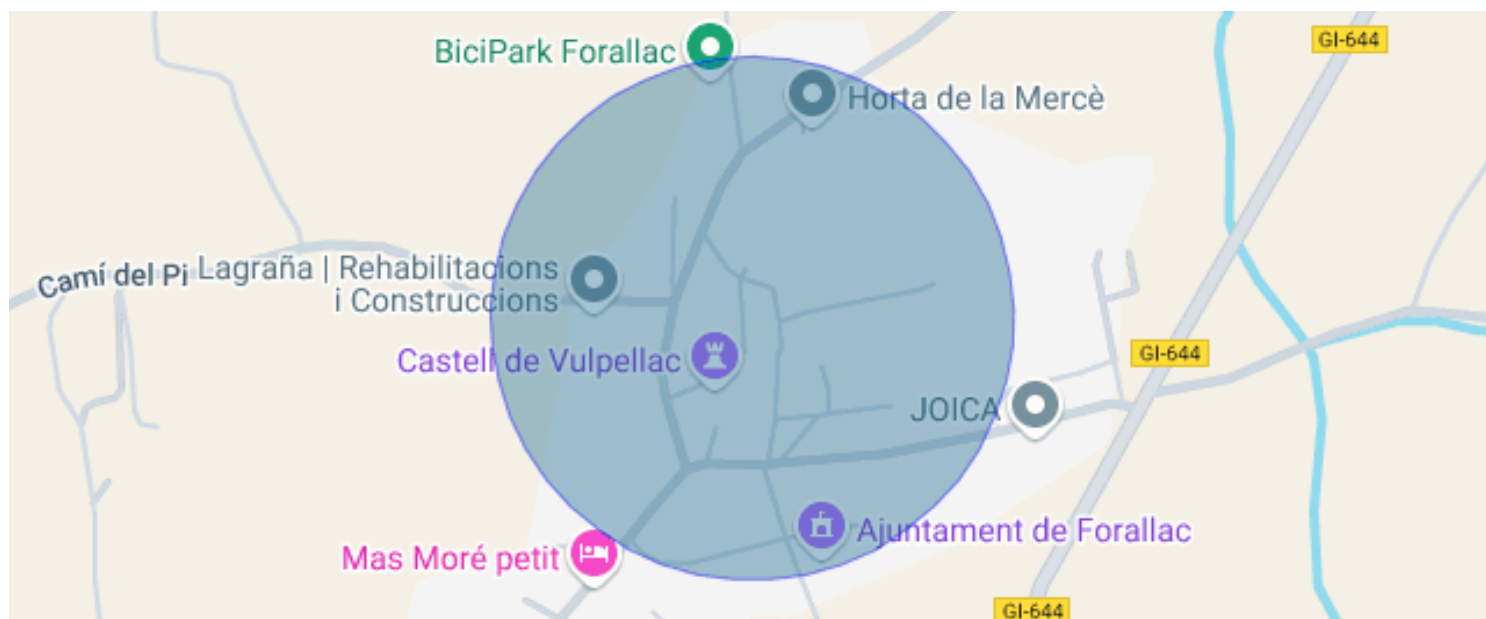 GI-644
BiciPark Forallac
Horta de la Mercè
Camí del Pi
Lagraña | Rehabilitacions
i Construccions
Castell de Vulpellac
GI-644
JOICA
Ajuntament de Forallac
Mas Moré petit
GI-644